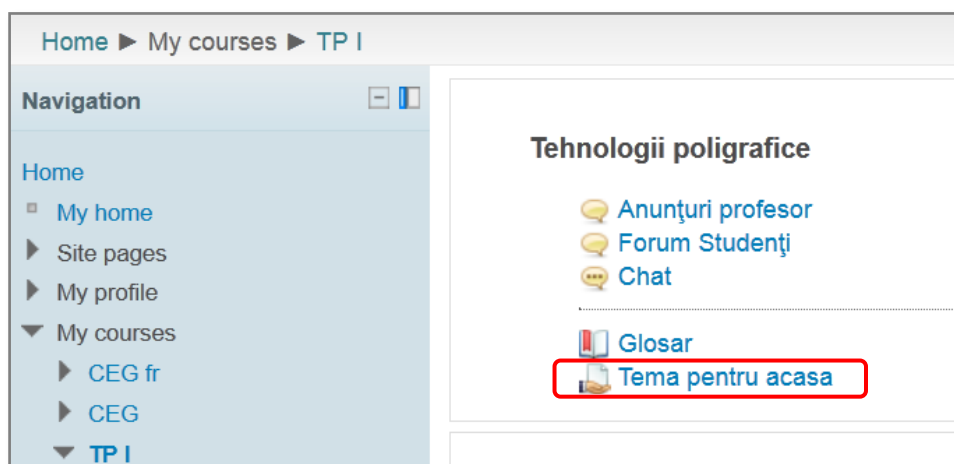 Home ► My courses ► TP I
Navigation
Home
My home
Site pages
My profile
My courses
CEG fr
CEG
TP I
Tehnologii poligrafice
Anunţuri profesor
Forum Studenţi
Chat
Glosar
Tema pentru acasa